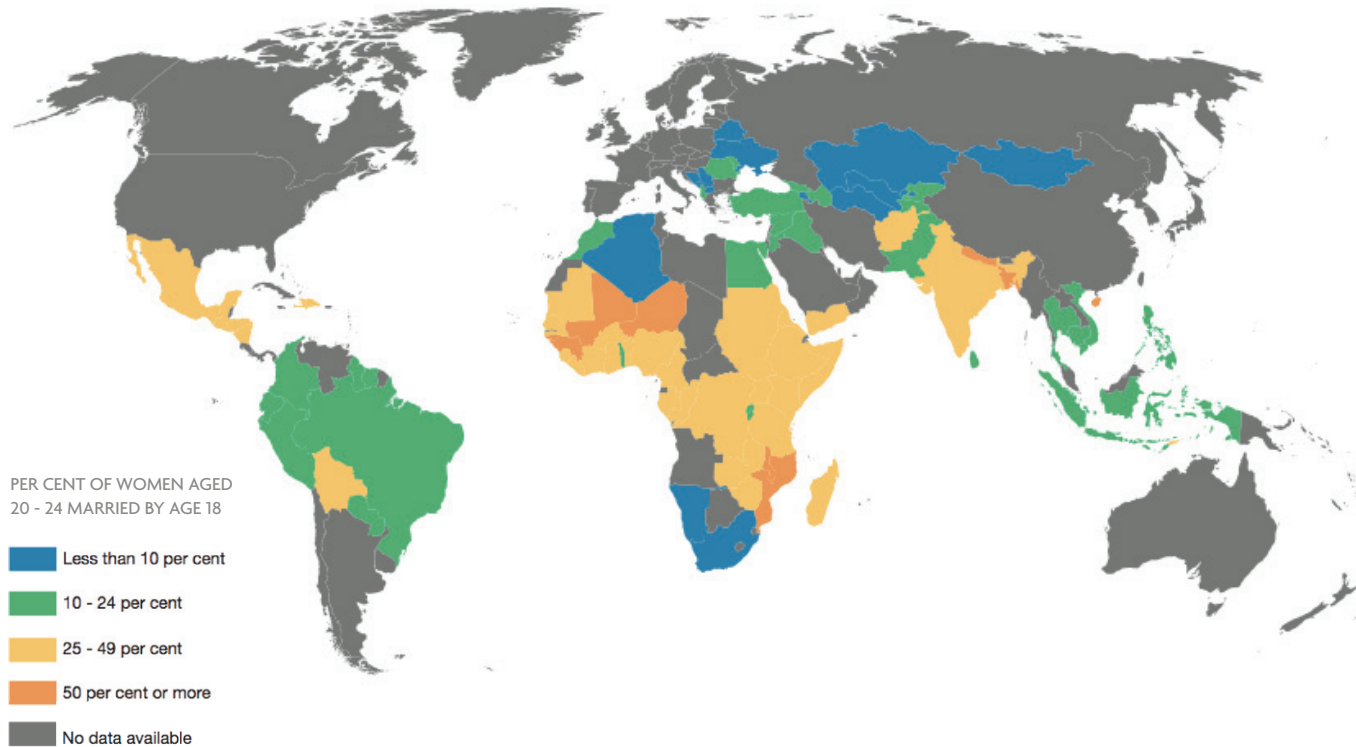 PER CENT OF WOMEN AGED
20 - 24 MARRIED BY AGE 18
Less than 10 per cent
10 - 24 per cent
25 - 49 per cent
50 per cent or more
No data available